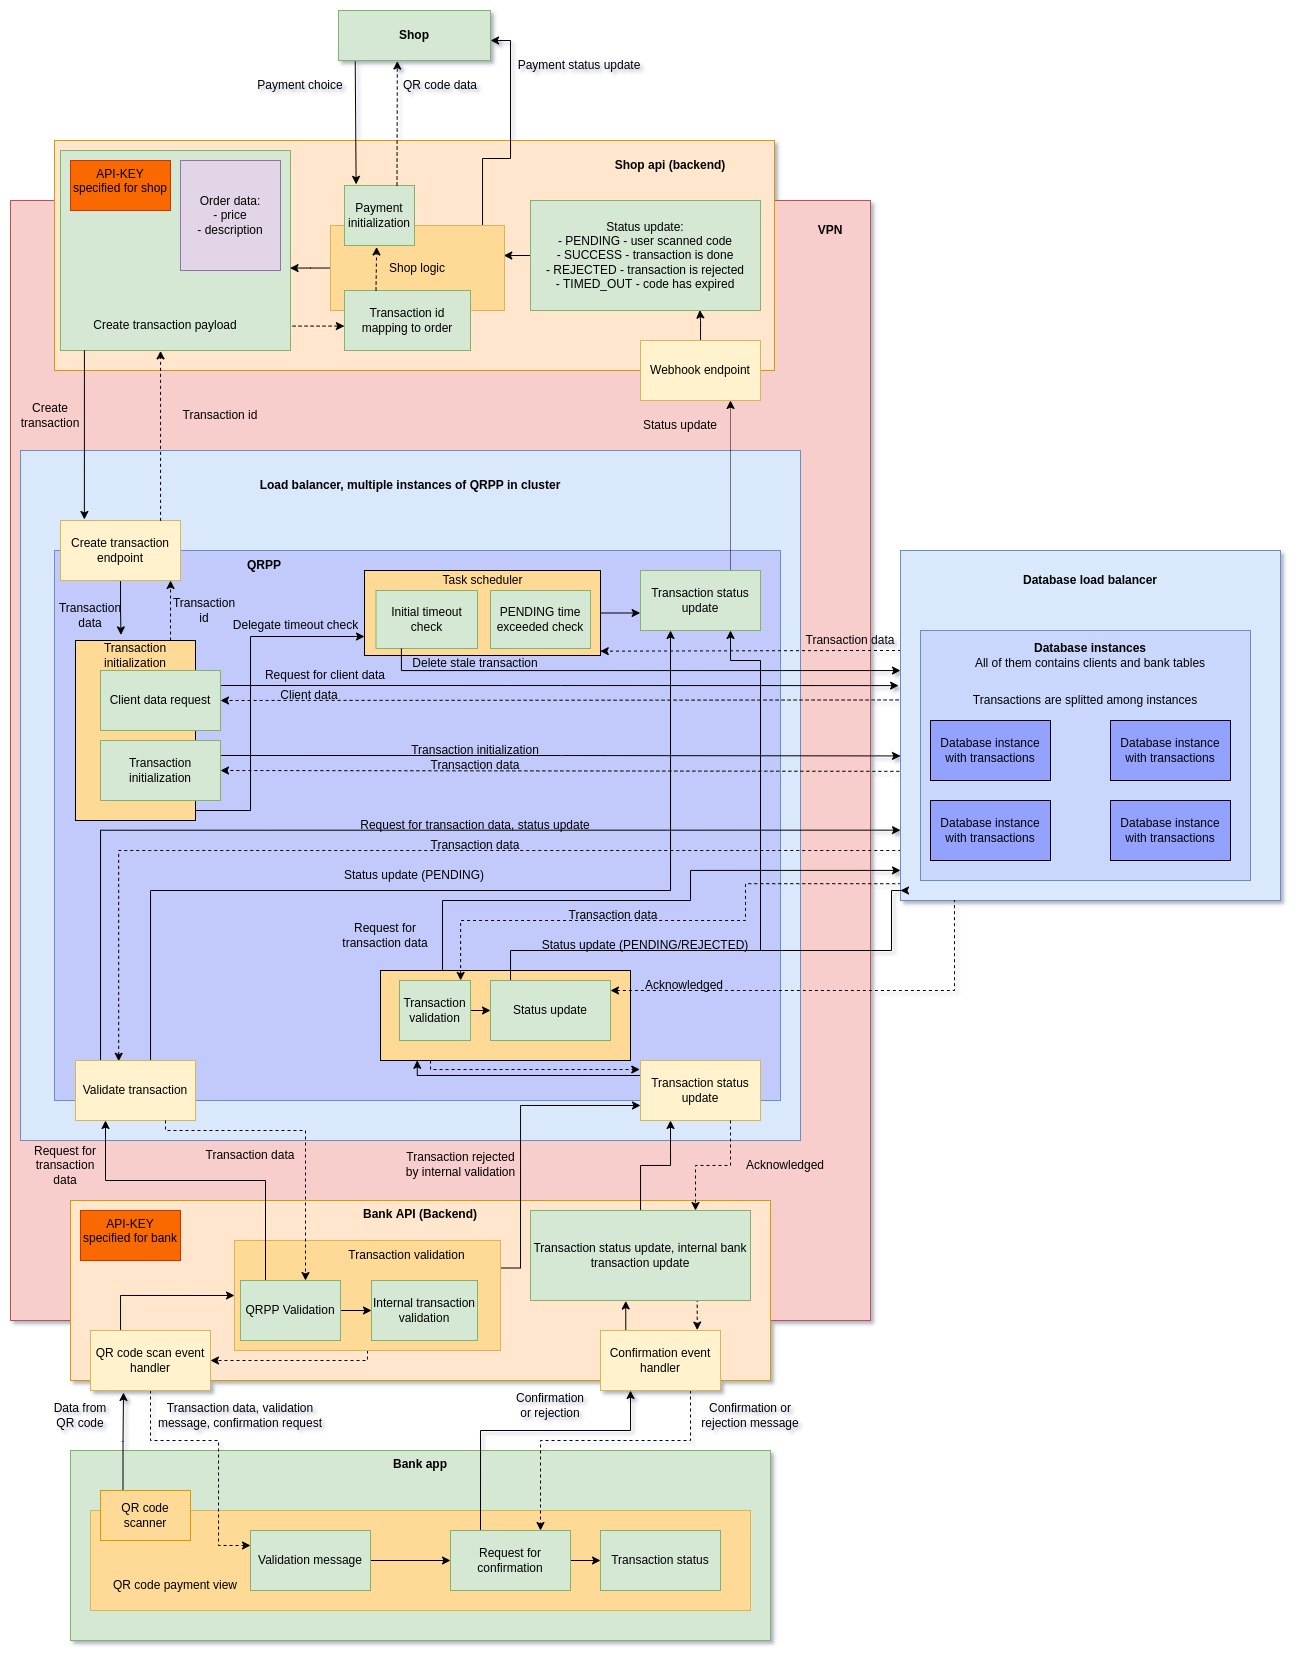 Shop
Payment choice
QR code data
Payment status update
Shop api (backend)
API-KEY
specified for shop
Order data:
- price
- description
Create transaction payload
Payment
initialization
Shop logic
Transaction id
mapping to order
Status update:
- PENDING - user scanned code
- SUCCESS - transaction is done
- REJECTED - transaction is rejected
- TIMED_OUT - code has expired
VPN
Webhook endpoint
Create
transaction
Transaction id
Status update
Load balancer, multiple instances of QRPP in cluster
Create transaction
endpoint
QRPP
Transaction
data
Transaction
id
Task scheduler
Initial timeout
check
PENDING time
exceeded check
Transaction status
update
Delegate timeout check
Transaction
initialization
Client data request
Transaction
initialization
Delete stale transaction
Request for client data
Client data
Transaction data
Transaction initialization
Transaction data
Database load balancer
Database instances
All of them contains clients and bank tables
Transactions are splitted among instances
Database instance
with transactions
Database instance
with transactions
Database instance
with transactions
Database instance
with transactions
Request for transaction data, status update
Transaction data
Status update (PENDING)
Request for
transaction data
Transaction data
Status update (PENDING/REJECTED)
Acknowledged
Transaction
validation
Status update
Validate transaction
Transaction status
update
Request for
transaction
data
Transaction data
Transaction rejected
by internal validation
Acknowledged
Bank API (Backend)
API-KEY
specified for bank
Transaction validation
QRPP Validation
Internal transaction
validation
Transaction status update, internal bank
transaction update
QR code scan event
handler
Confirmation event
handler
Data from
QR code
Transaction data, validation
message, confirmation request
Confirmation
or rejection
Confirmation or
rejection message
Bank app
QR code
scanner
QR code payment view
Validation message
Request for
confirmation
Transaction status